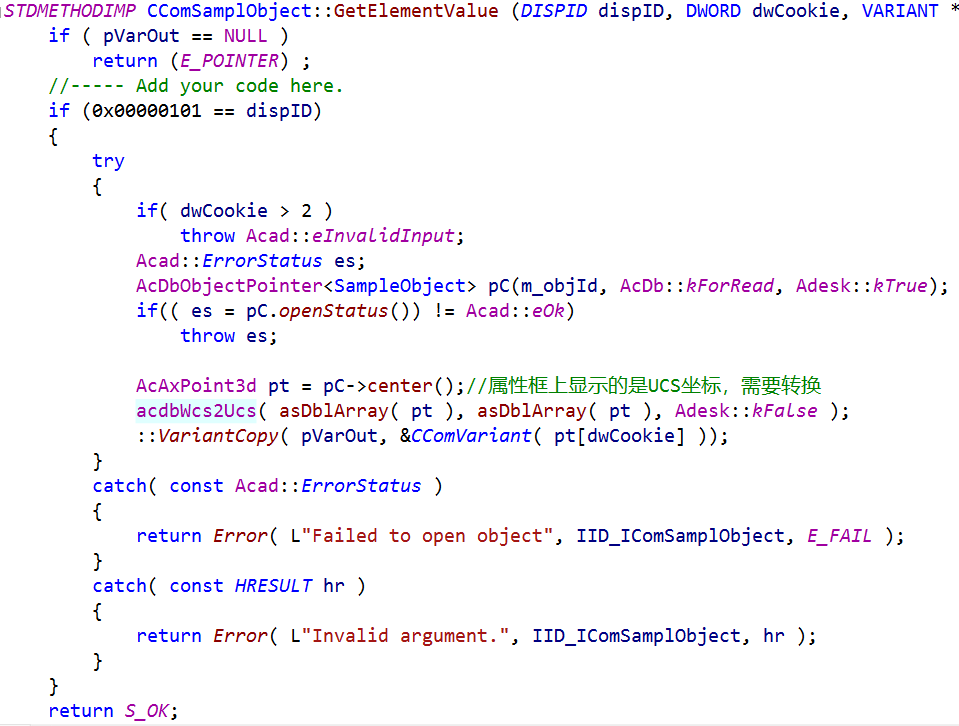 STDMETHODIMP CComSamplObject::GetElementValue (DISPID dispID, DWORD dwCookie, VARIANT *
if ( pVarOut == NULL )
return (E_POINTER) ;
//----- Add your code here.
if (0x00000101 == dispID)
{
try
{
if( dwCookie > 2 )
throw Acad::eInvalidInput;
Acad::ErrorStatus es;
AcDbObjectPointer<SampleObject> pC(m_objId, AcDb::kForRead, Adesk::kTrue);
if(( es = pC.openStatus()) != Acad::eOk)
throw es;
AcAxPoint3d pt = pC->center();//属性框上显示的是UCS坐标，需要转换
acdbWcs2Ucs( asDblArray( pt ), asDblArray( pt ), Adesk::kFalse );
::VariantCopy( pVarOut, &CComVariant( pt[dwCookie] ));
}
catch( const Acad::ErrorStatus )
{
return Error( L"Failed to open object", IID_IComSamplObject, E_FAIL );
}
catch( const HRESULT hr )
{
return Error( L"Invalid argument.", IID_IComSamplObject, hr );
}
}
return S_OK;